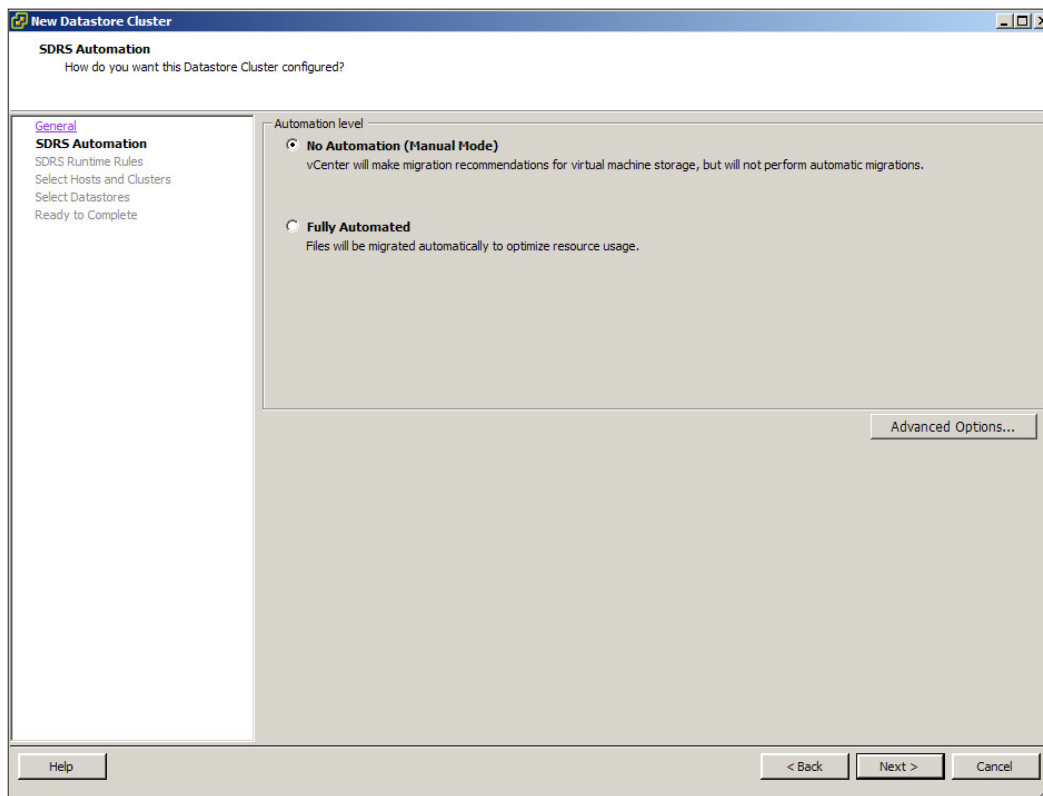 New Datastore Cluster
SDRS Automation
How do you want this Datastore Cluster configured?
General
SDRS Automation
SDRS Runtime Rules
Select Hosts and Clusters
Select Datastores
Ready to Complete
Automation level
No Automation (Manual Mode)
vCenter will make migration recommendations for virtual machine storage, but will not perform automatic migrations.
Fully Automated
Files will be migrated automatically to optimize resource usage.
Advanced Options...
Help
< Back
Next >
Cancel